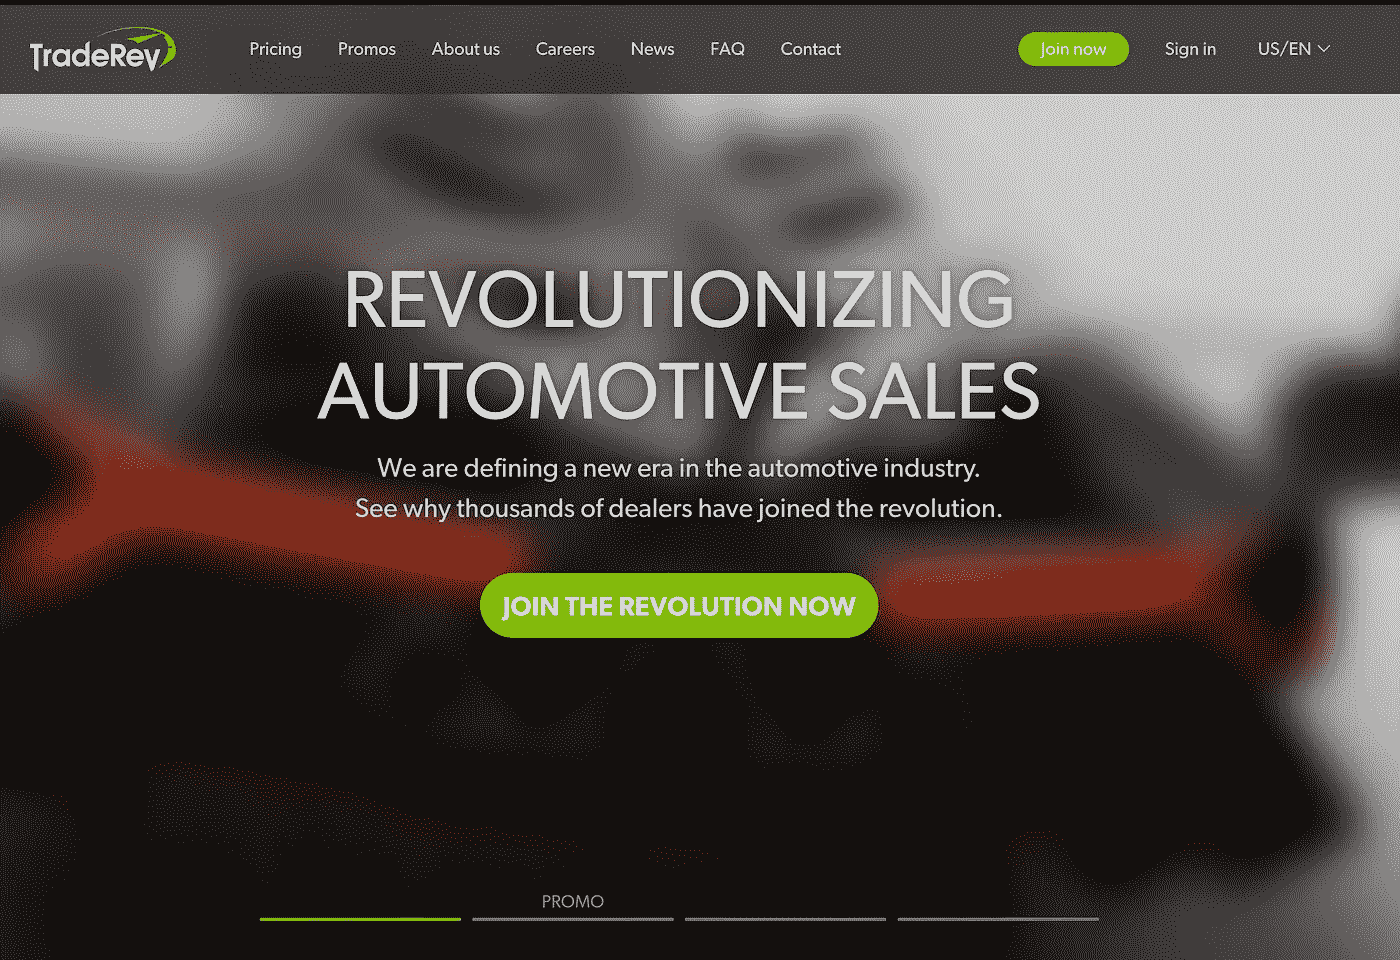 TradeRev
Pricing Promos About us Careers News FAQ Contact
Join now Sign in US/EN
REVOLUTIONIZING
AUTOMOTIVE SALES
We are defining a new era in the automotive industry.
See why thousands of dealers have joined the revolution.
JOIN THE REVOLUTION NOW
PROMO